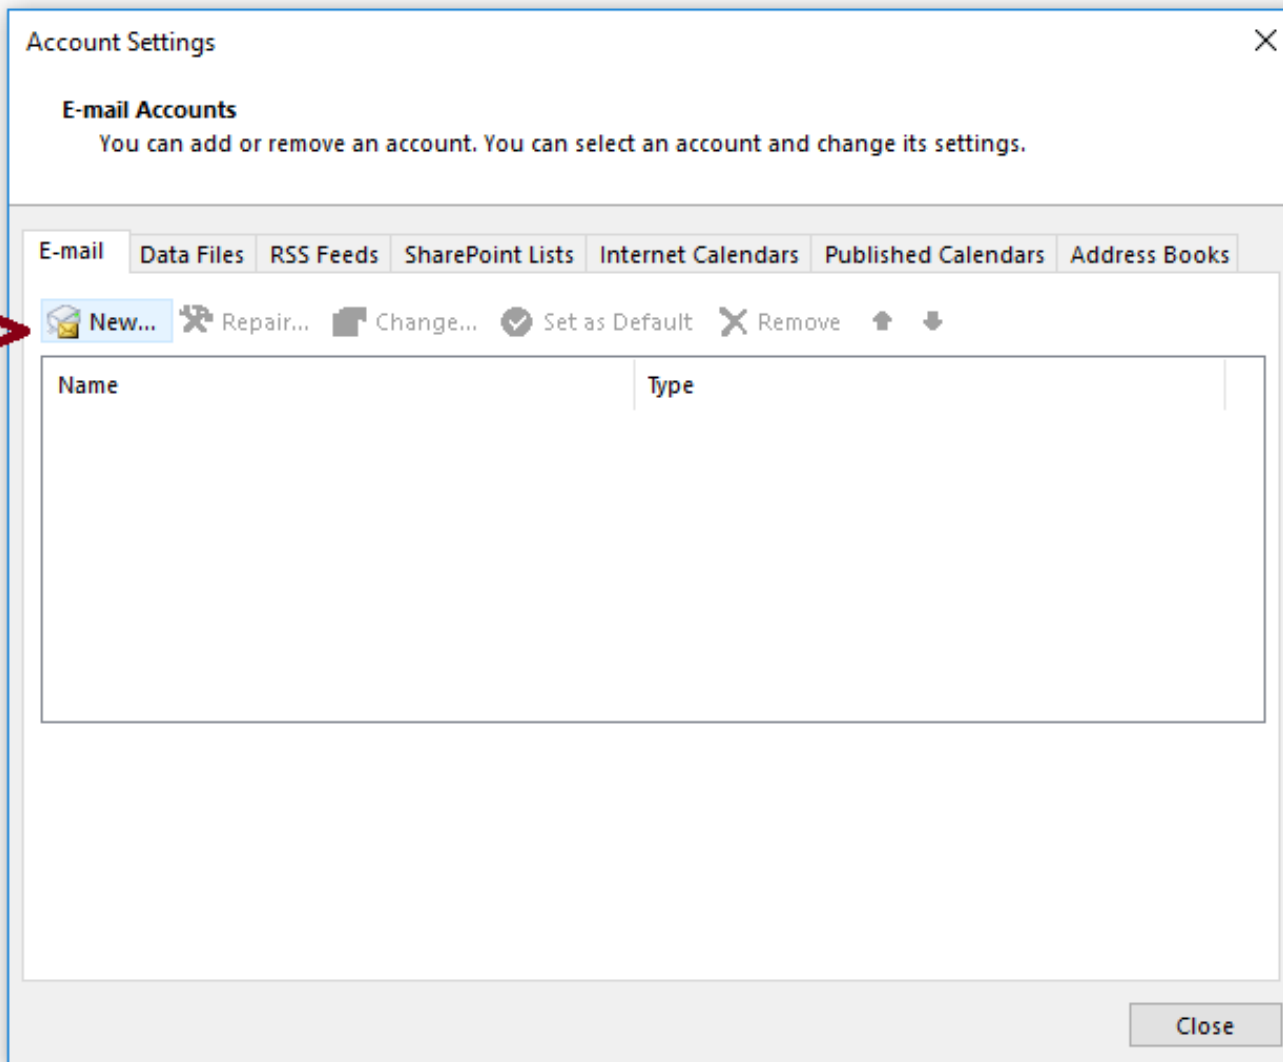 Account Settings
E-mail Accounts
You can add or remove an account. You can select an account and change its settings.
E-mail Data Files RSS Feeds SharePoint Lists Internet Calendars Published Calendars Address Books
New... Repair... Change... Set as Default Remove
Name Type
Close